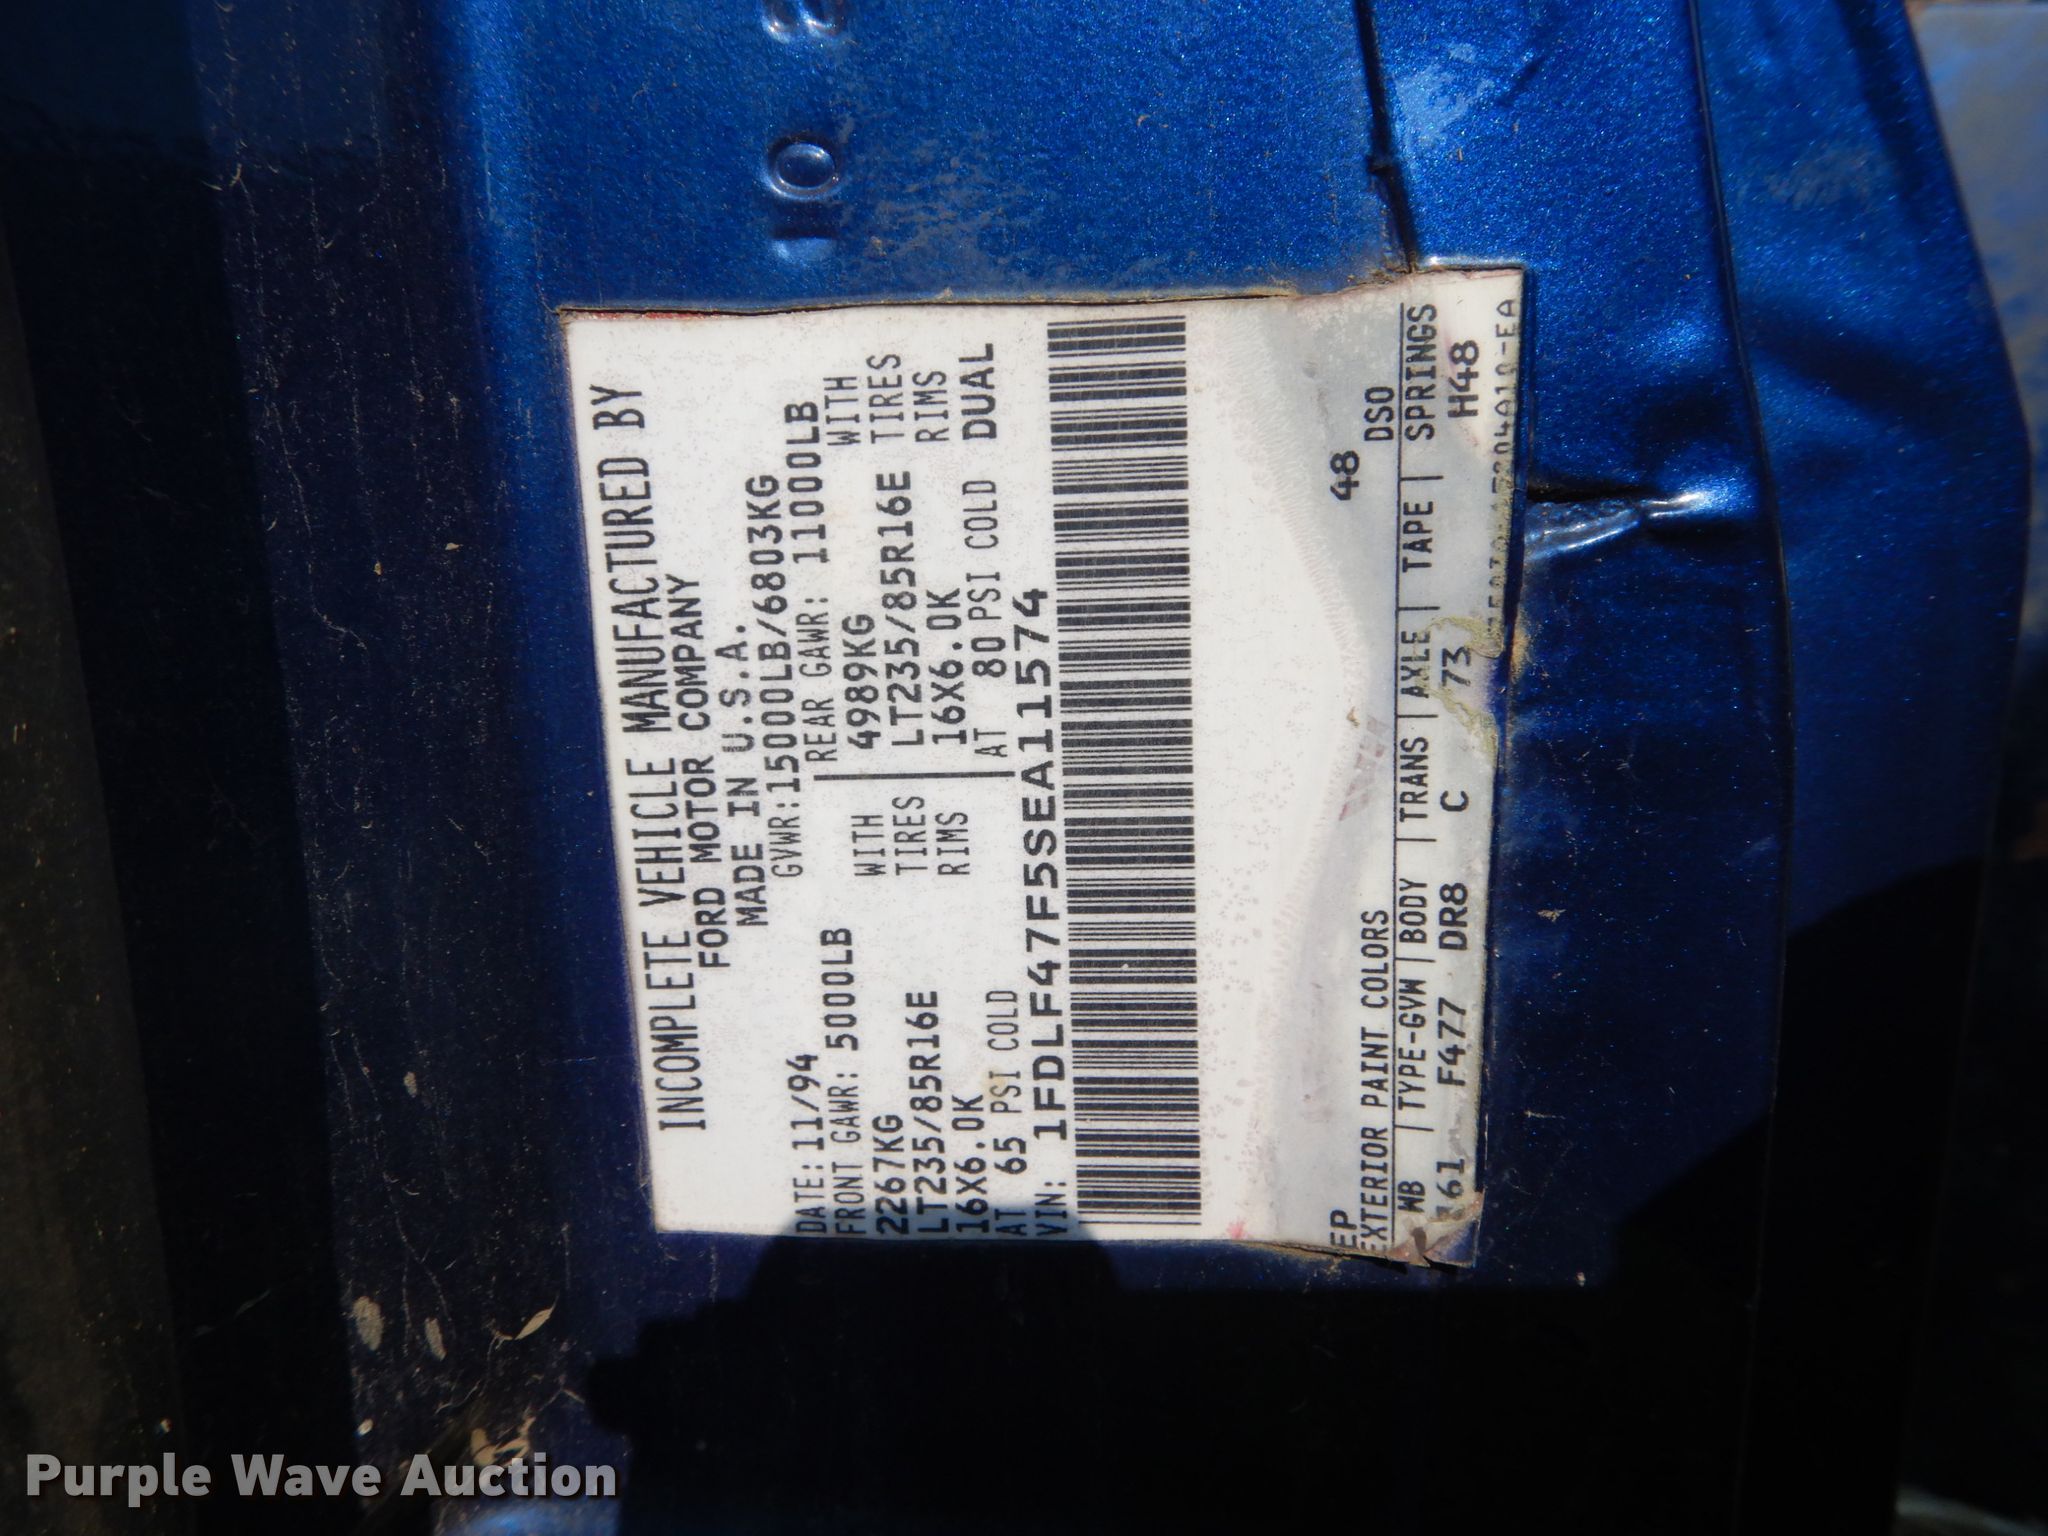 INCOMPLETE VEHICLE MANUFACTURED BY
FORD MOTOR COMPANY
MADE IN U.S.A.
DATE: 11/94 GVWR: 15000LB/6803KG
FRONT GAWR: 5000LB REAR GAWR: 11000LB
2267KG WITH 4989KG WITH
LT235/85R16E TIRES LT235/85R16E TIRES
16X6.0K RIMS 16X6.0K RIMS
AT 65 PSI COLD AT 80 PSI COLD DUAL
VIN: 1FDLF47F5SEA11574
EP 48
EXTERIOR PAINT COLORS DSO
WB | TYPE-GVW | BODY | TRANS | AXLE | TAPE | SPRINGS
161 F477 DR8 C 73 H48
Purple Wave Auction